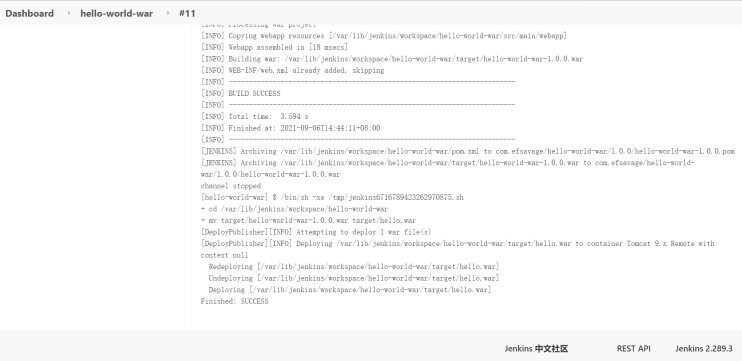 Dashboard > hello-world-war > #11
[INFO] Processing war project
[INFO] Copying webapp resources [/var/lib/jenkins/workspace/hello-world-war/src/main/webapp]
[INFO] Webapp assembled in [18 msecs]
[INFO] Building war: /var/lib/jenkins/workspace/hello-world-war/target/hello-world-war-1.0.0.war
[INFO] WEB-INF/web.xml already added, skipping
[INFO] ------------------------------------------------------------------------
[INFO] BUILD SUCCESS
[INFO] ------------------------------------------------------------------------
[INFO] Total time:  3.594 s
[INFO] Finished at: 2021-09-06T14:44:11+08:00
[INFO] ------------------------------------------------------------------------
[JENKINS] Archiving /var/lib/jenkins/workspace/hello-world-war/pom.xml to com.efsavage/hello-world-war/1.0.0/hello-world-war-1.0.0.pom
[JENKINS] Archiving /var/lib/jenkins/workspace/hello-world-war/target/hello-world-war-1.0.0.war to com.efsavage/hello-world-
war/1.0.0/hello-world-war-1.0.0.war
channel stopped
[hello-world-war] $ /bin/sh -xe /tmp/jenkins6716789423262970875.sh
+ cd /var/lib/jenkins/workspace/hello-world-war
+ mv target/hello-world-war-1.0.0.war target/hello.war
[DeployPublisher][INFO] Attempting to deploy 1 war file(s)
[DeployPublisher][INFO] Deploying /var/lib/jenkins/workspace/hello-world-war/target/hello.war to container Tomcat 9.x Remote with
context null
Redeploying [/var/lib/jenkins/workspace/hello-world-war/target/hello.war]
Undeploying [/var/lib/jenkins/workspace/hello-world-war/target/hello.war]
Deploying [/var/lib/jenkins/workspace/hello-world-war/target/hello.war]
Finished: SUCCESS
Jenkins 中文社区 REST API Jenkins 2.289.3